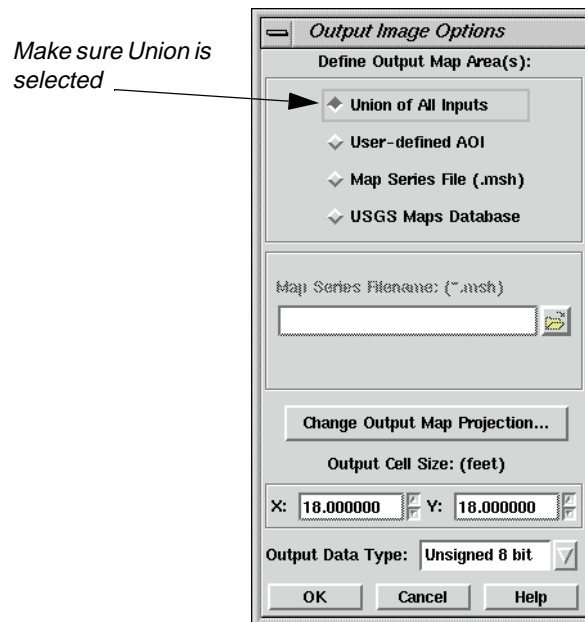 Output Image Options
Make sure Union is
selected
Define Output Map Area(s):
Union of All Inputs
User-defined AOI
Map Series File (.msh)
USGS Maps Database
Map Series Filename: (*.msh)
Change Output Map Projection...
Output Cell Size: (feet)
X: 18.000000 Y: 18.000000
Output Data Type: Unsigned 8 bit
OK Cancel Help